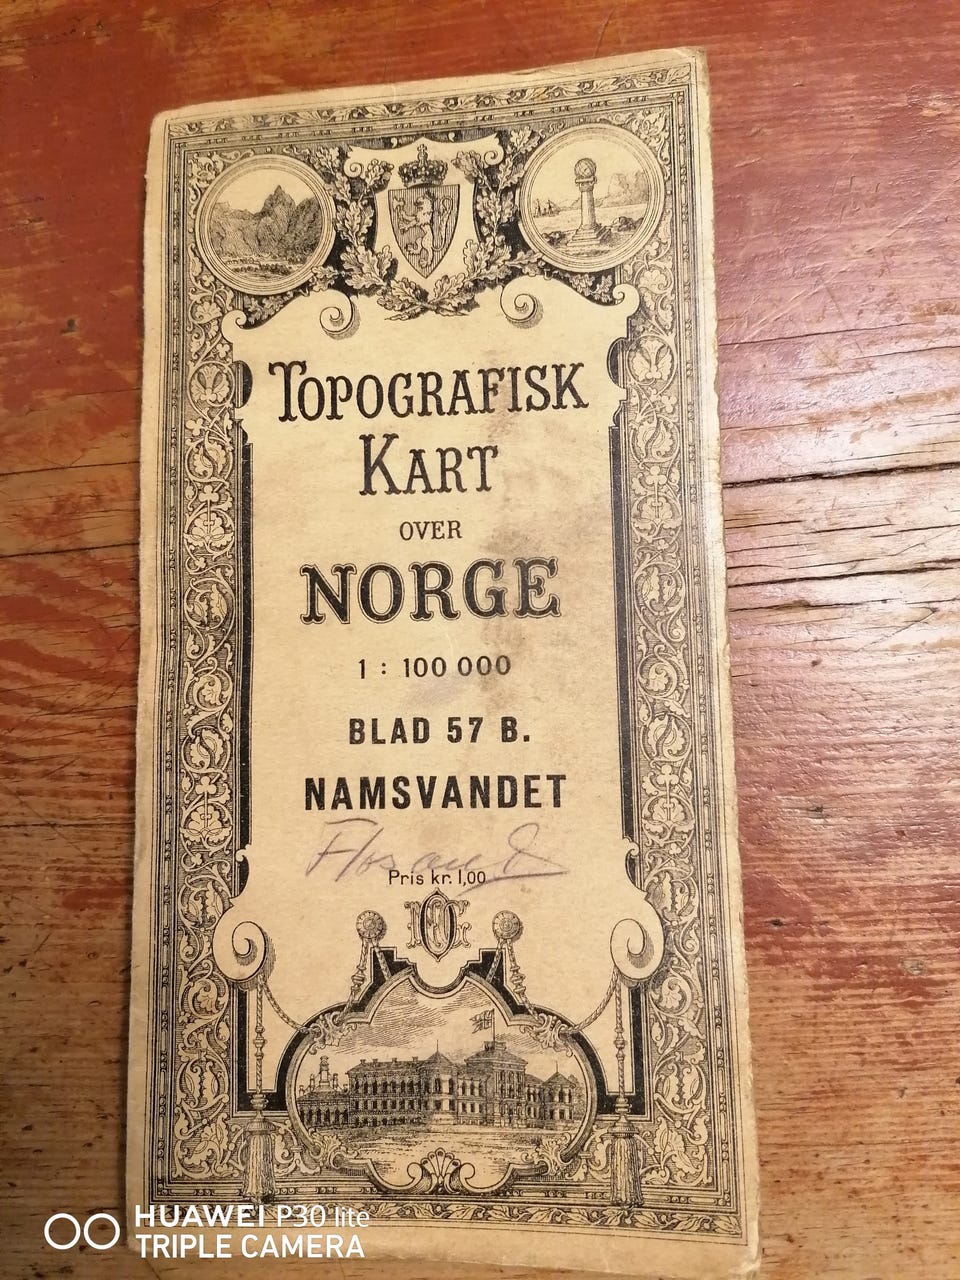 TOPOGRAFISK
KART
OVER
NORGE
1 : 100 000
BLAD 57 B.
NAMSVANDET
Pris kr. 1,00
HUAWEI P30 lite
TRIPLE CAMERA